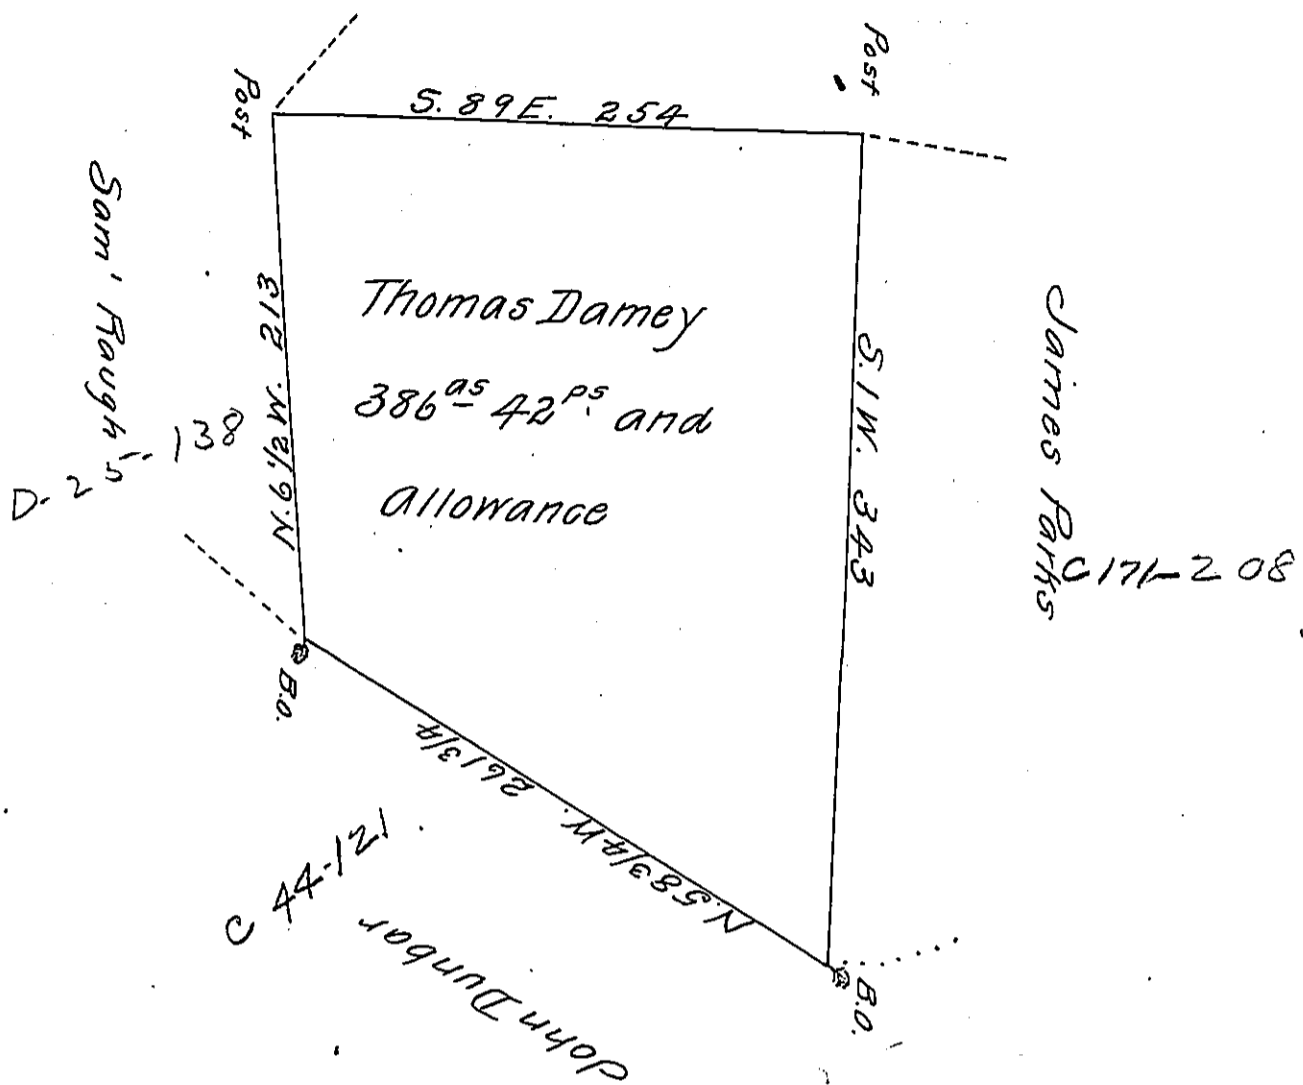 Post
Post
S. 89 E. 254
Sam' Raugh
N. 6 1/2 W. 213
Thomas Damey
386 as 42 ps and
Allowance
S. 1 W. 343
James Parks
C171-208
D-25-138
B.O.
N. 58 3/4 W. 261 3/4
C 44-121
John Dunbar
B.O.